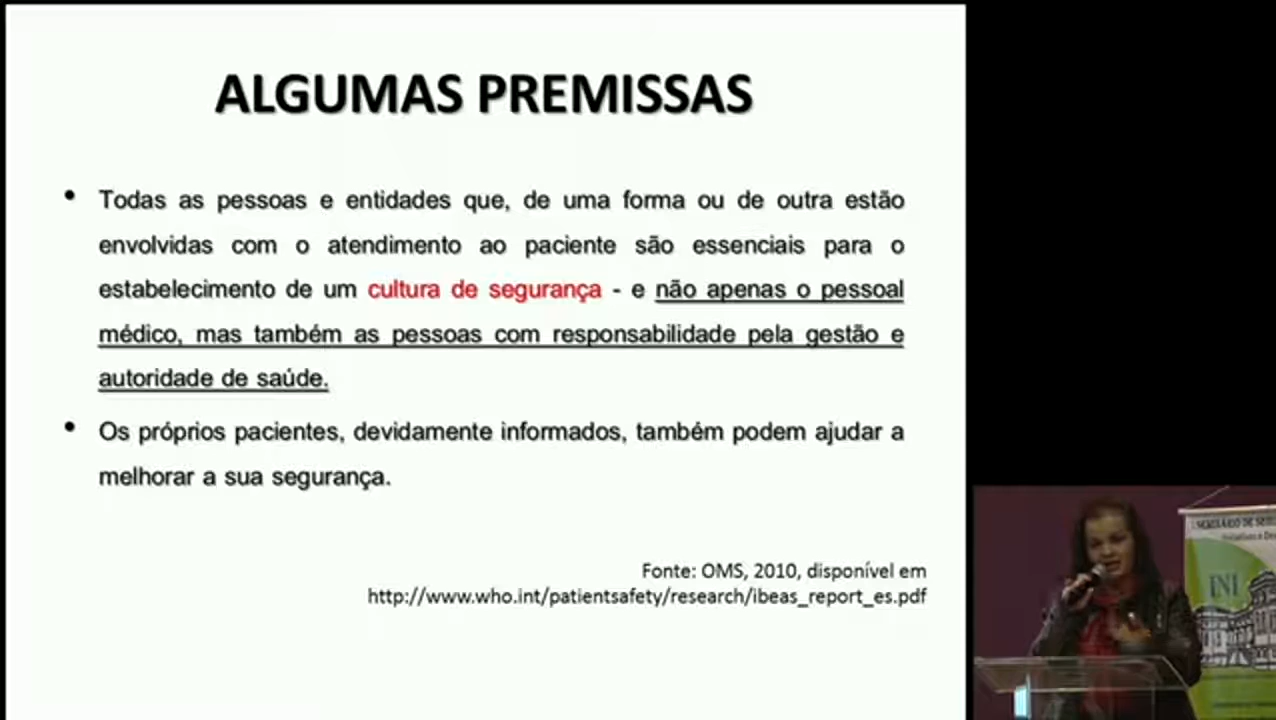 ALGUMAS PREMISSAS
• Todas as pessoas e entidades que, de uma forma ou de outra estão
envolvidas com o atendimento ao paciente são essenciais para o
estabelecimento de um cultura de segurança - e não apenas o pessoal
médico, mas também as pessoas com responsabilidade pela gestão e
autoridade de saúde.
• Os próprios pacientes, devidamente informados, também podem ajudar a
melhorar a sua segurança.
Fonte: OMS, 2010, disponível em
http://www.who.int/patientsafety/research/ibeas_report_es.pdf
SEMINÁRIO DE
INI